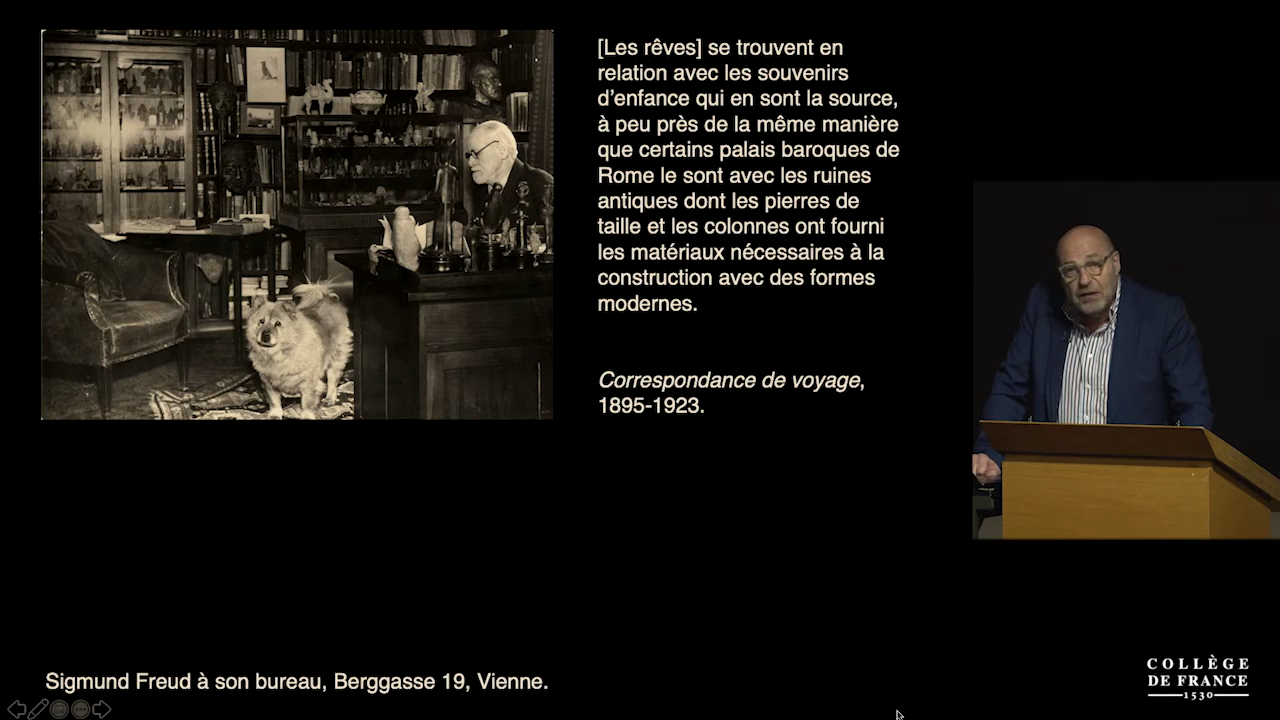 [Les rêves] se trouvent en
relation avec les souvenirs
d’enfance qui en sont la source,
à peu près de la même manière
que certains palais baroques de
Rome le sont avec les ruines
antiques dont les pierres de
taille et les colonnes ont fourni
les matériaux nécessaires à la
construction avec des formes
modernes.
Correspondance de voyage,
1895-1923.
Sigmund Freud à son bureau, Berggasse 19, Vienne.
COLLÈGE
DE FRANCE
1530